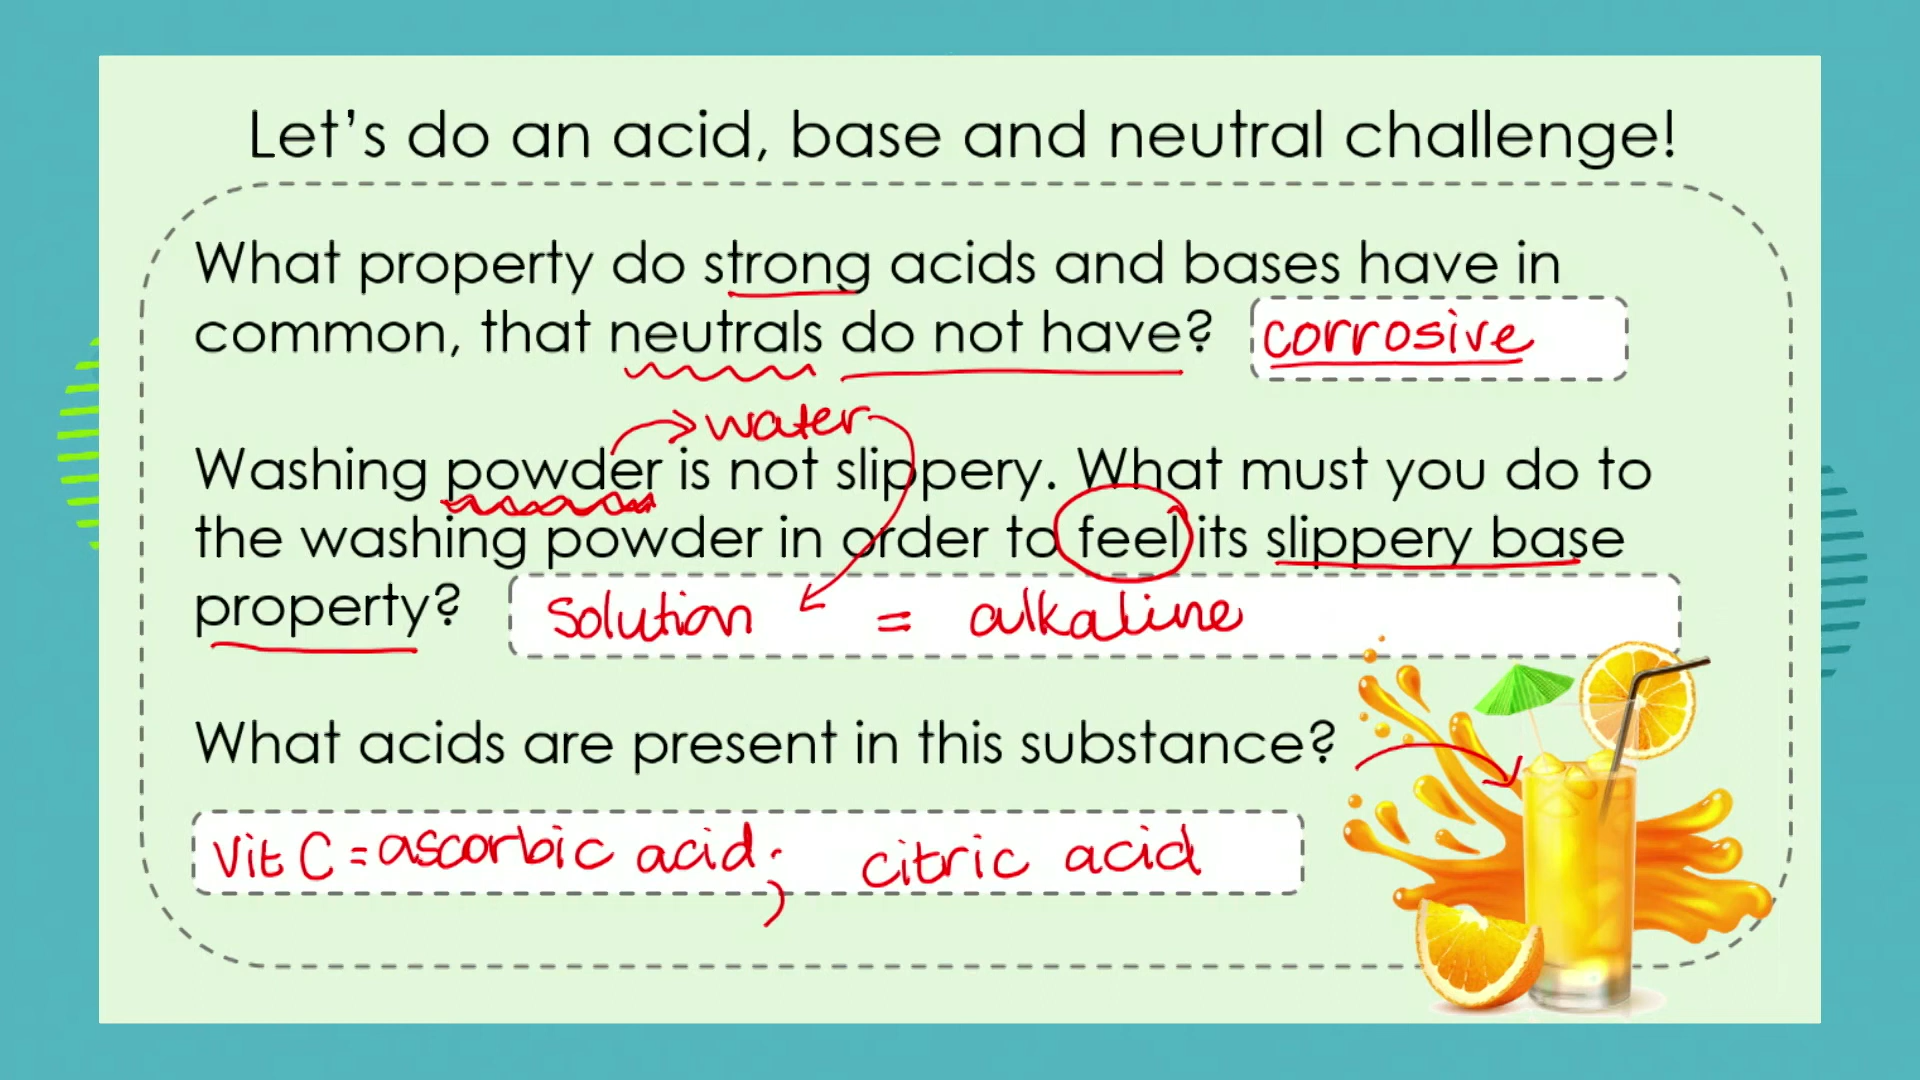 Let's do an acid, base and neutral challenge!
What property do strong acids and bases have in
common, that neutrals do not have? corrosive
water
Washing powder is not slippery. What must you do to
the washing powder in order to feel its slippery base
property? solution = alkaline
What acids are present in this substance?
Vit C = ascorbic acid; citric acid